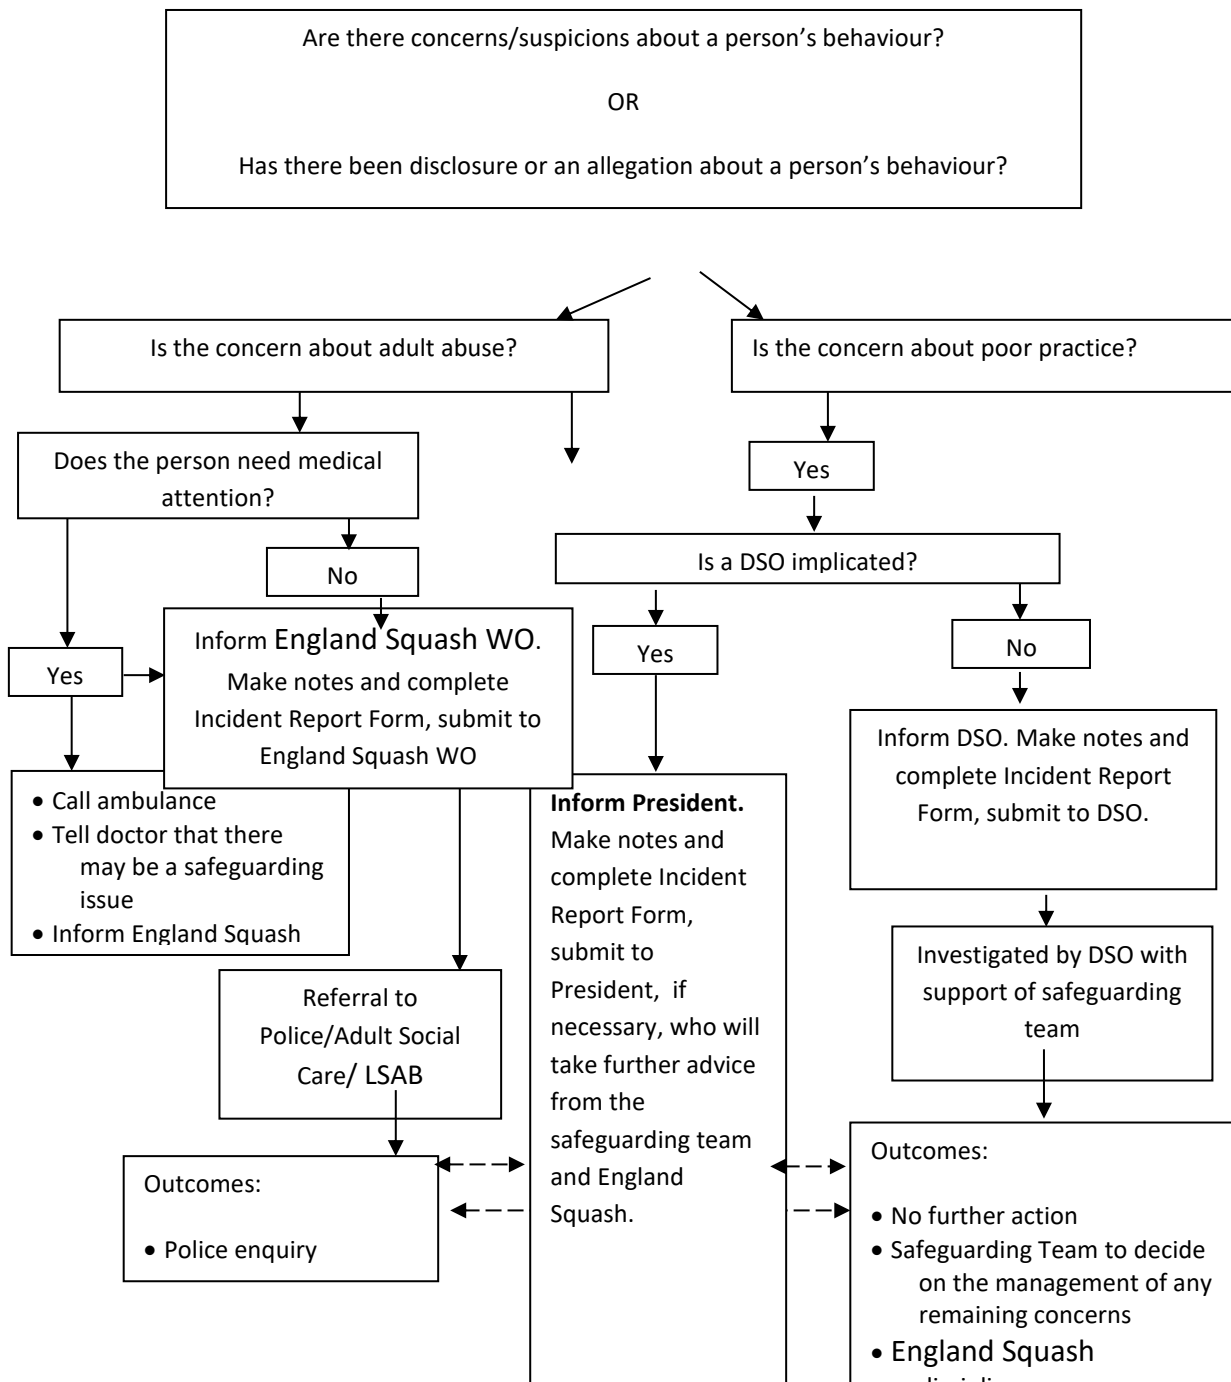 Are there concerns/suspicions about a person’s behaviour?
OR
Has there been disclosure or an allegation about a person’s behaviour?
Is the concern about adult abuse?
Is the concern about poor practice?
Does the person need medical
attention?
Yes
No
Is a DSO implicated?
Inform England Squash WO.
Make notes and complete
Incident Report Form, submit to
England Squash WO
Yes
Yes
No
• Call ambulance
• Tell doctor that there
may be a safeguarding
issue
• Inform England Squash
Inform President.
Make notes and
complete Incident
Report Form,
submit to
President, if
necessary, who will
take further advice
from the
safeguarding team
and England
Squash.
Inform DSO. Make notes and
complete Incident Report
Form, submit to DSO.
Referral to
Police/Adult Social
Care/ LSAB
Investigated by DSO with
support of safeguarding
team
Outcomes:
• Police enquiry
Outcomes:
• No further action
• Safeguarding Team to decide
on the management of any
remaining concerns
• England Squash